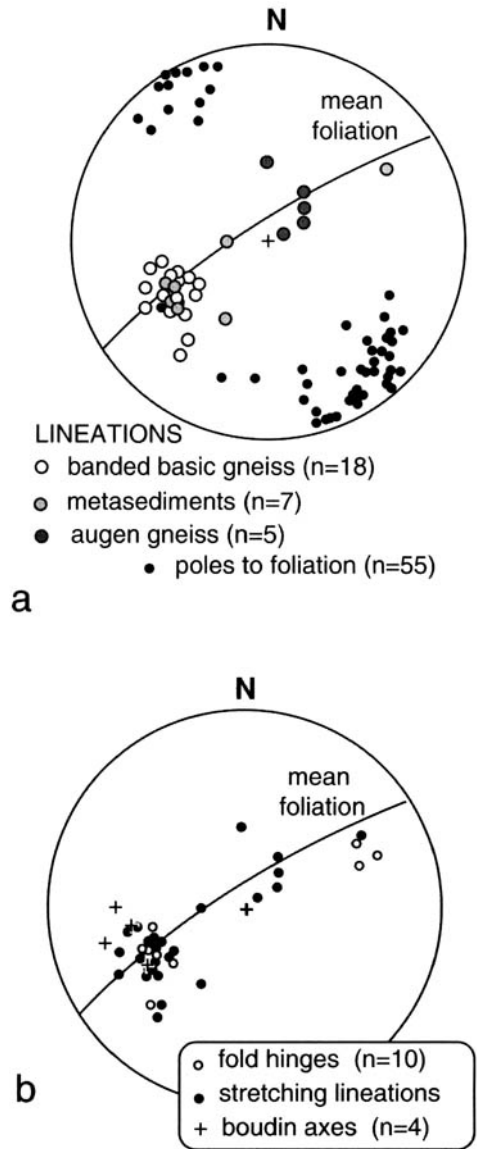 N
mean
foliation
LINEATIONS
banded basic gneiss (n=18)
metasediments (n=7)
augen gneiss (n=5)
poles to foliation (n=55)
a
N
mean
foliation
fold hinges (n=10)
stretching lineations
boudin axes (n=4)
b